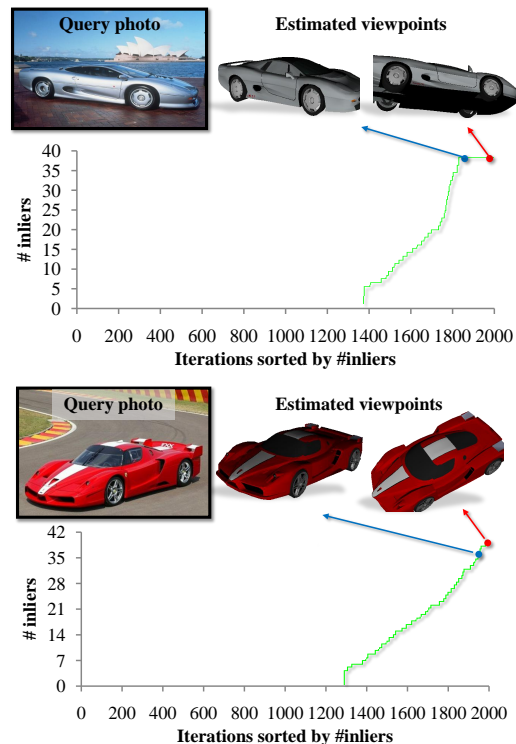 Query photo
Estimated viewpoints
# inliers
40
35
30
25
20
15
10
5
0
0 200 400 600 800 1000 1200 1400 1600 1800 2000
Iterations sorted by #inliers
Query photo
Estimated viewpoints
# inliers
42
35
28
21
14
7
0
0 200 400 600 800 1000 1200 1400 1600 1800 2000
Iterations sorted by #inliers